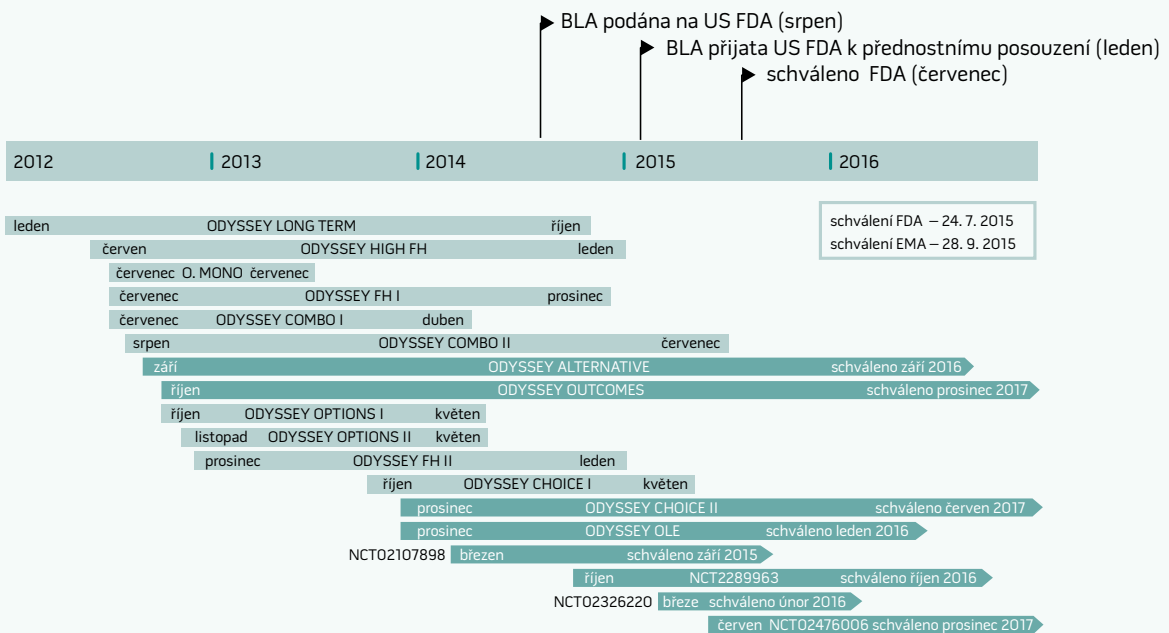 BLA podána na US FDA (srpen)
BLA přijata US FDA k přednostnímu posouzení (leden)
schváleno FDA (červenec)
2012 2013 2014 2015 2016
schválení FDA – 24. 7. 2015
schválení EMA – 28. 9. 2015
leden ODYSSEY LONG TERM říjen
červen ODYSSEY HIGH FH leden
červenec O. MONO červenec
červenec ODYSSEY FH I prosinec
červenec ODYSSEY COMBO I duben
srpen ODYSSEY COMBO II červenec
září ODYSSEY ALTERNATIVE schváleno září 2016
říjen ODYSSEY OUTCOMES schváleno prosinec 2017
říjen ODYSSEY OPTIONS I květen
listopad ODYSSEY OPTIONS II květen
prosinec ODYSSEY FH II leden
říjen ODYSSEY CHOICE I květen
prosinec ODYSSEY CHOICE II schváleno červen 2017
prosinec ODYSSEY OLE schváleno leden 2016
NCT02107898 březen schváleno září 2015
říjen NCT2289963 schváleno říjen 2016
NCT02326220 březe schváleno únor 2016
červen NCT02476006 schváleno prosinec 2017